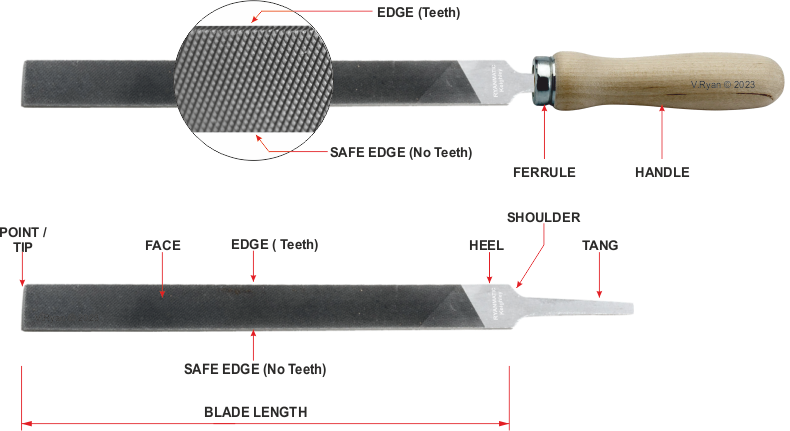 EDGE (Teeth)
V.Ryan © 2023
SAFE EDGE (No Teeth)
FERRULE
HANDLE
SHOULDER
POINT /
TIP
FACE
EDGE ( Teeth)
HEEL
TANG
SAFE EDGE (No Teeth)
BLADE LENGTH